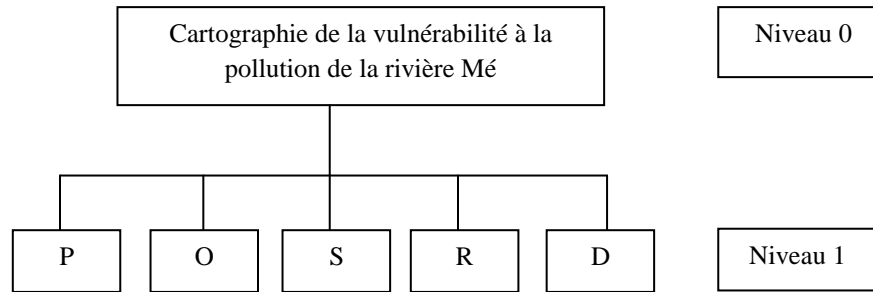 Cartographie de la vulnérabilité à la
pollution de la rivière Mé
Niveau 0
P
O
S
R
D
Niveau 1